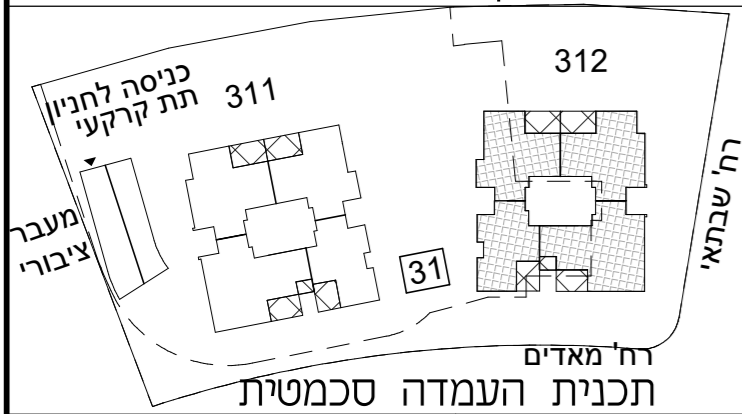 312
311
כניסה לחניון
תת קרקעי
רח' שבתאי
מעבר
ציבורי
31
רח' מאדים
תכנית העמדה סכמטית